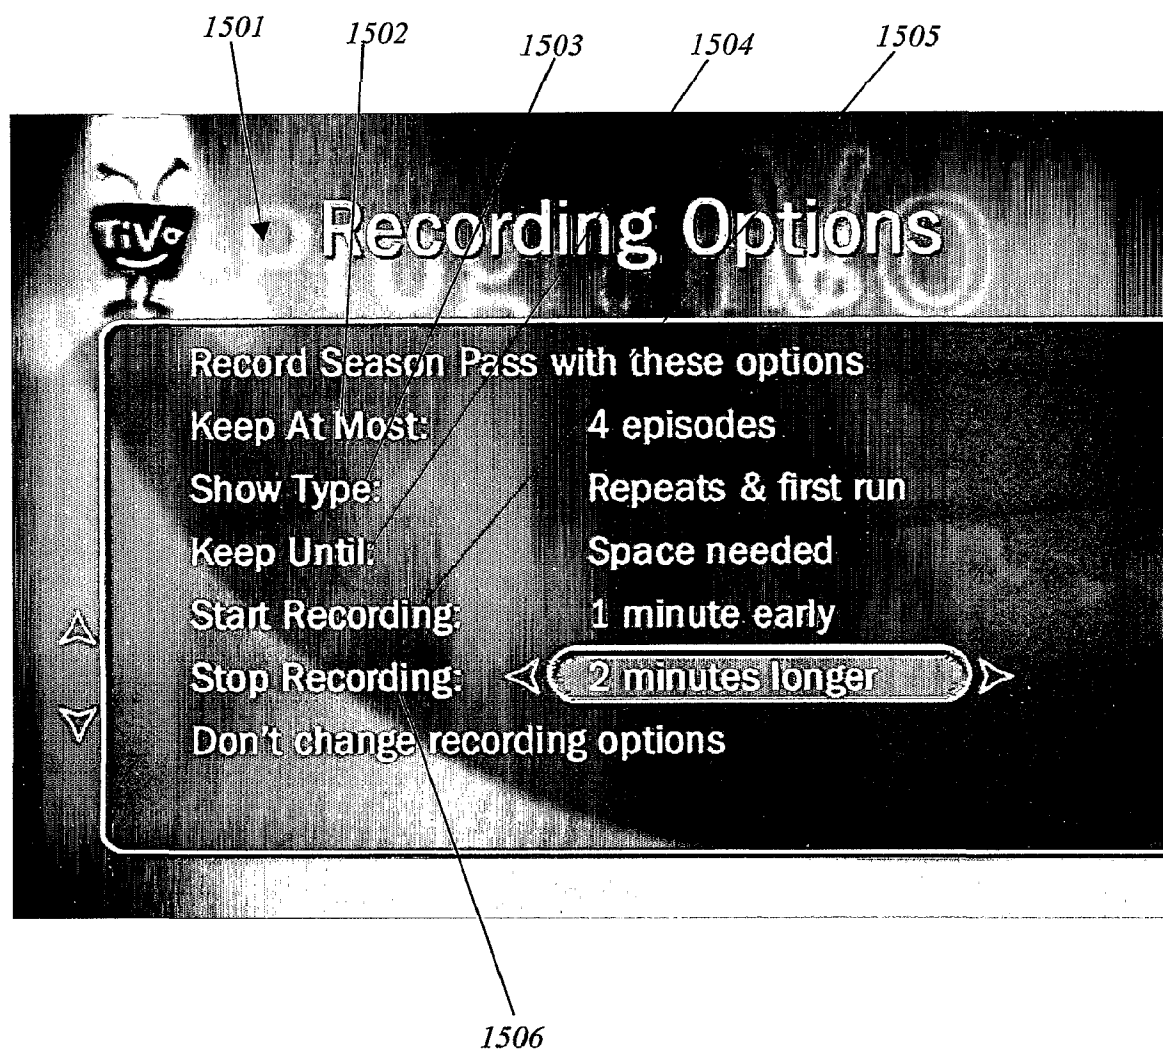 1501 1502 1503 1504 1505
TiVo
Recording Options
Record Season Pass with these options
Keep At Most: 4 episodes
Show Type: Repeats & first run
Keep Until: Space needed
Start Recording: 1 minute early
Stop Recording: 2 minutes longer
Don't change recording options
1506